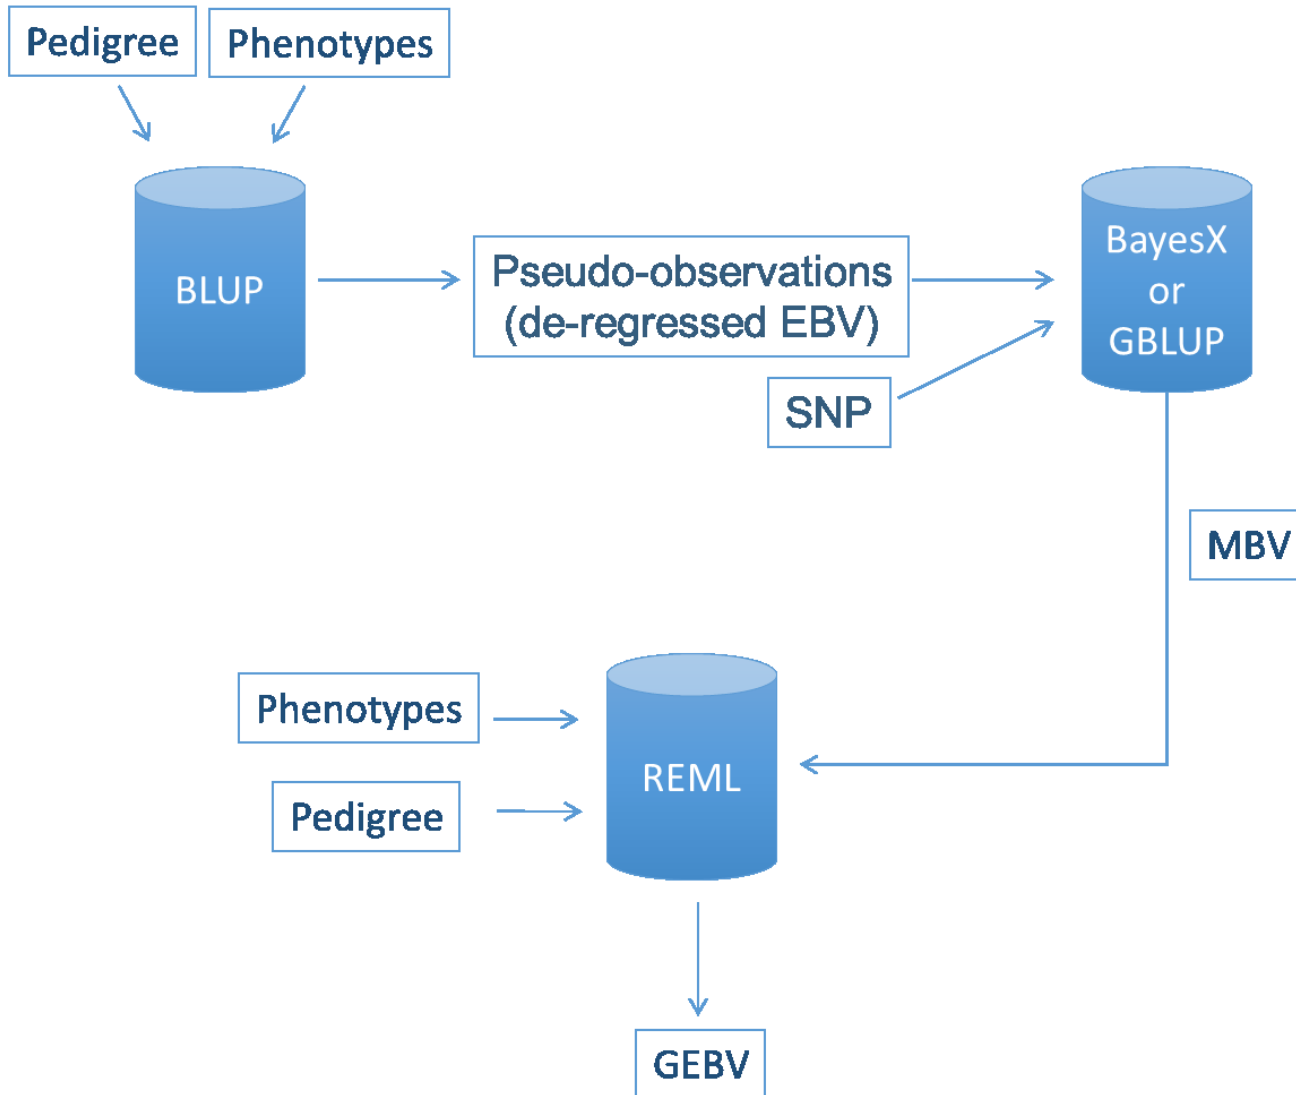 Pedigree
Phenotypes
BLUP
Pseudo-observations
(de-regressed EBV)
SNP
BayesX
or
GBLUP
MBV
Phenotypes
Pedigree
REML
GEBV